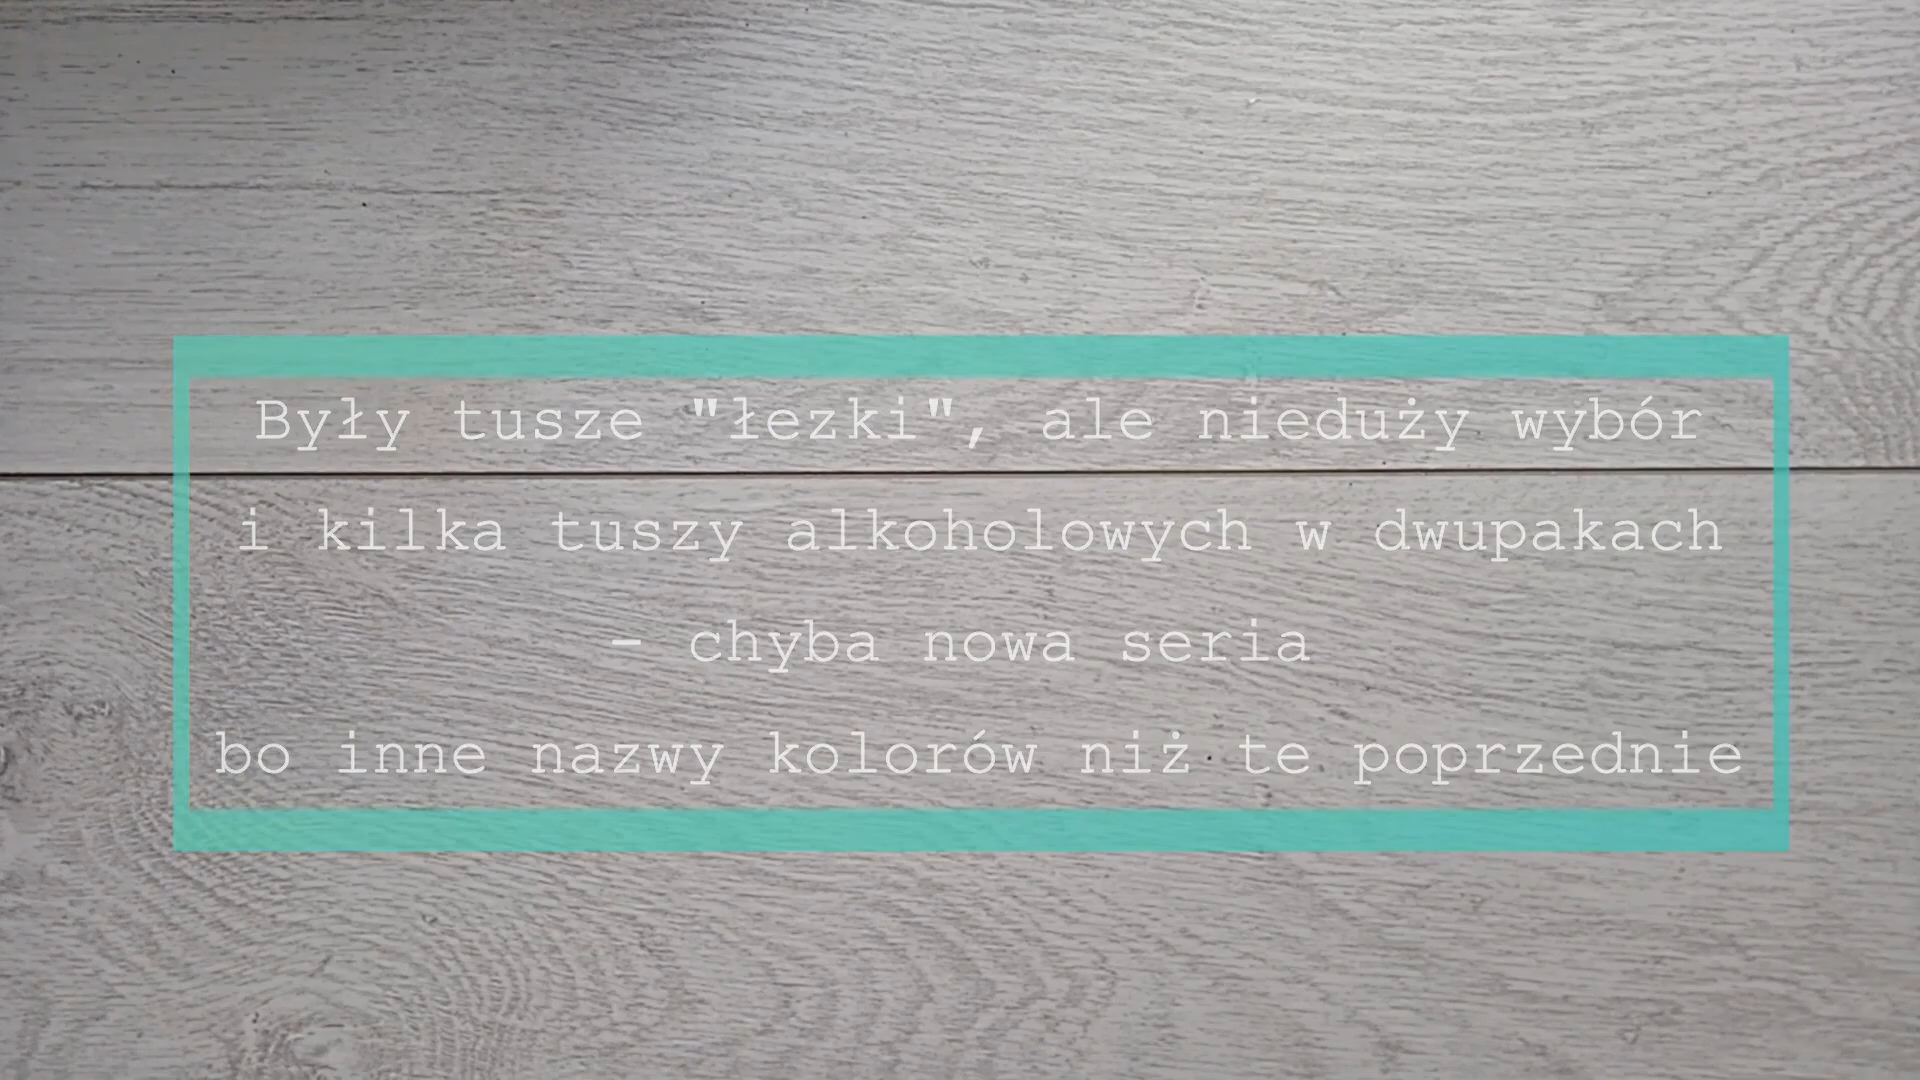 Były tusze "łezki", ale nieduży wybór
i kilka tuszy alkoholowych w dwupakach
- chyba nowa seria
bo inne nazwy kolorów niż te poprzednie